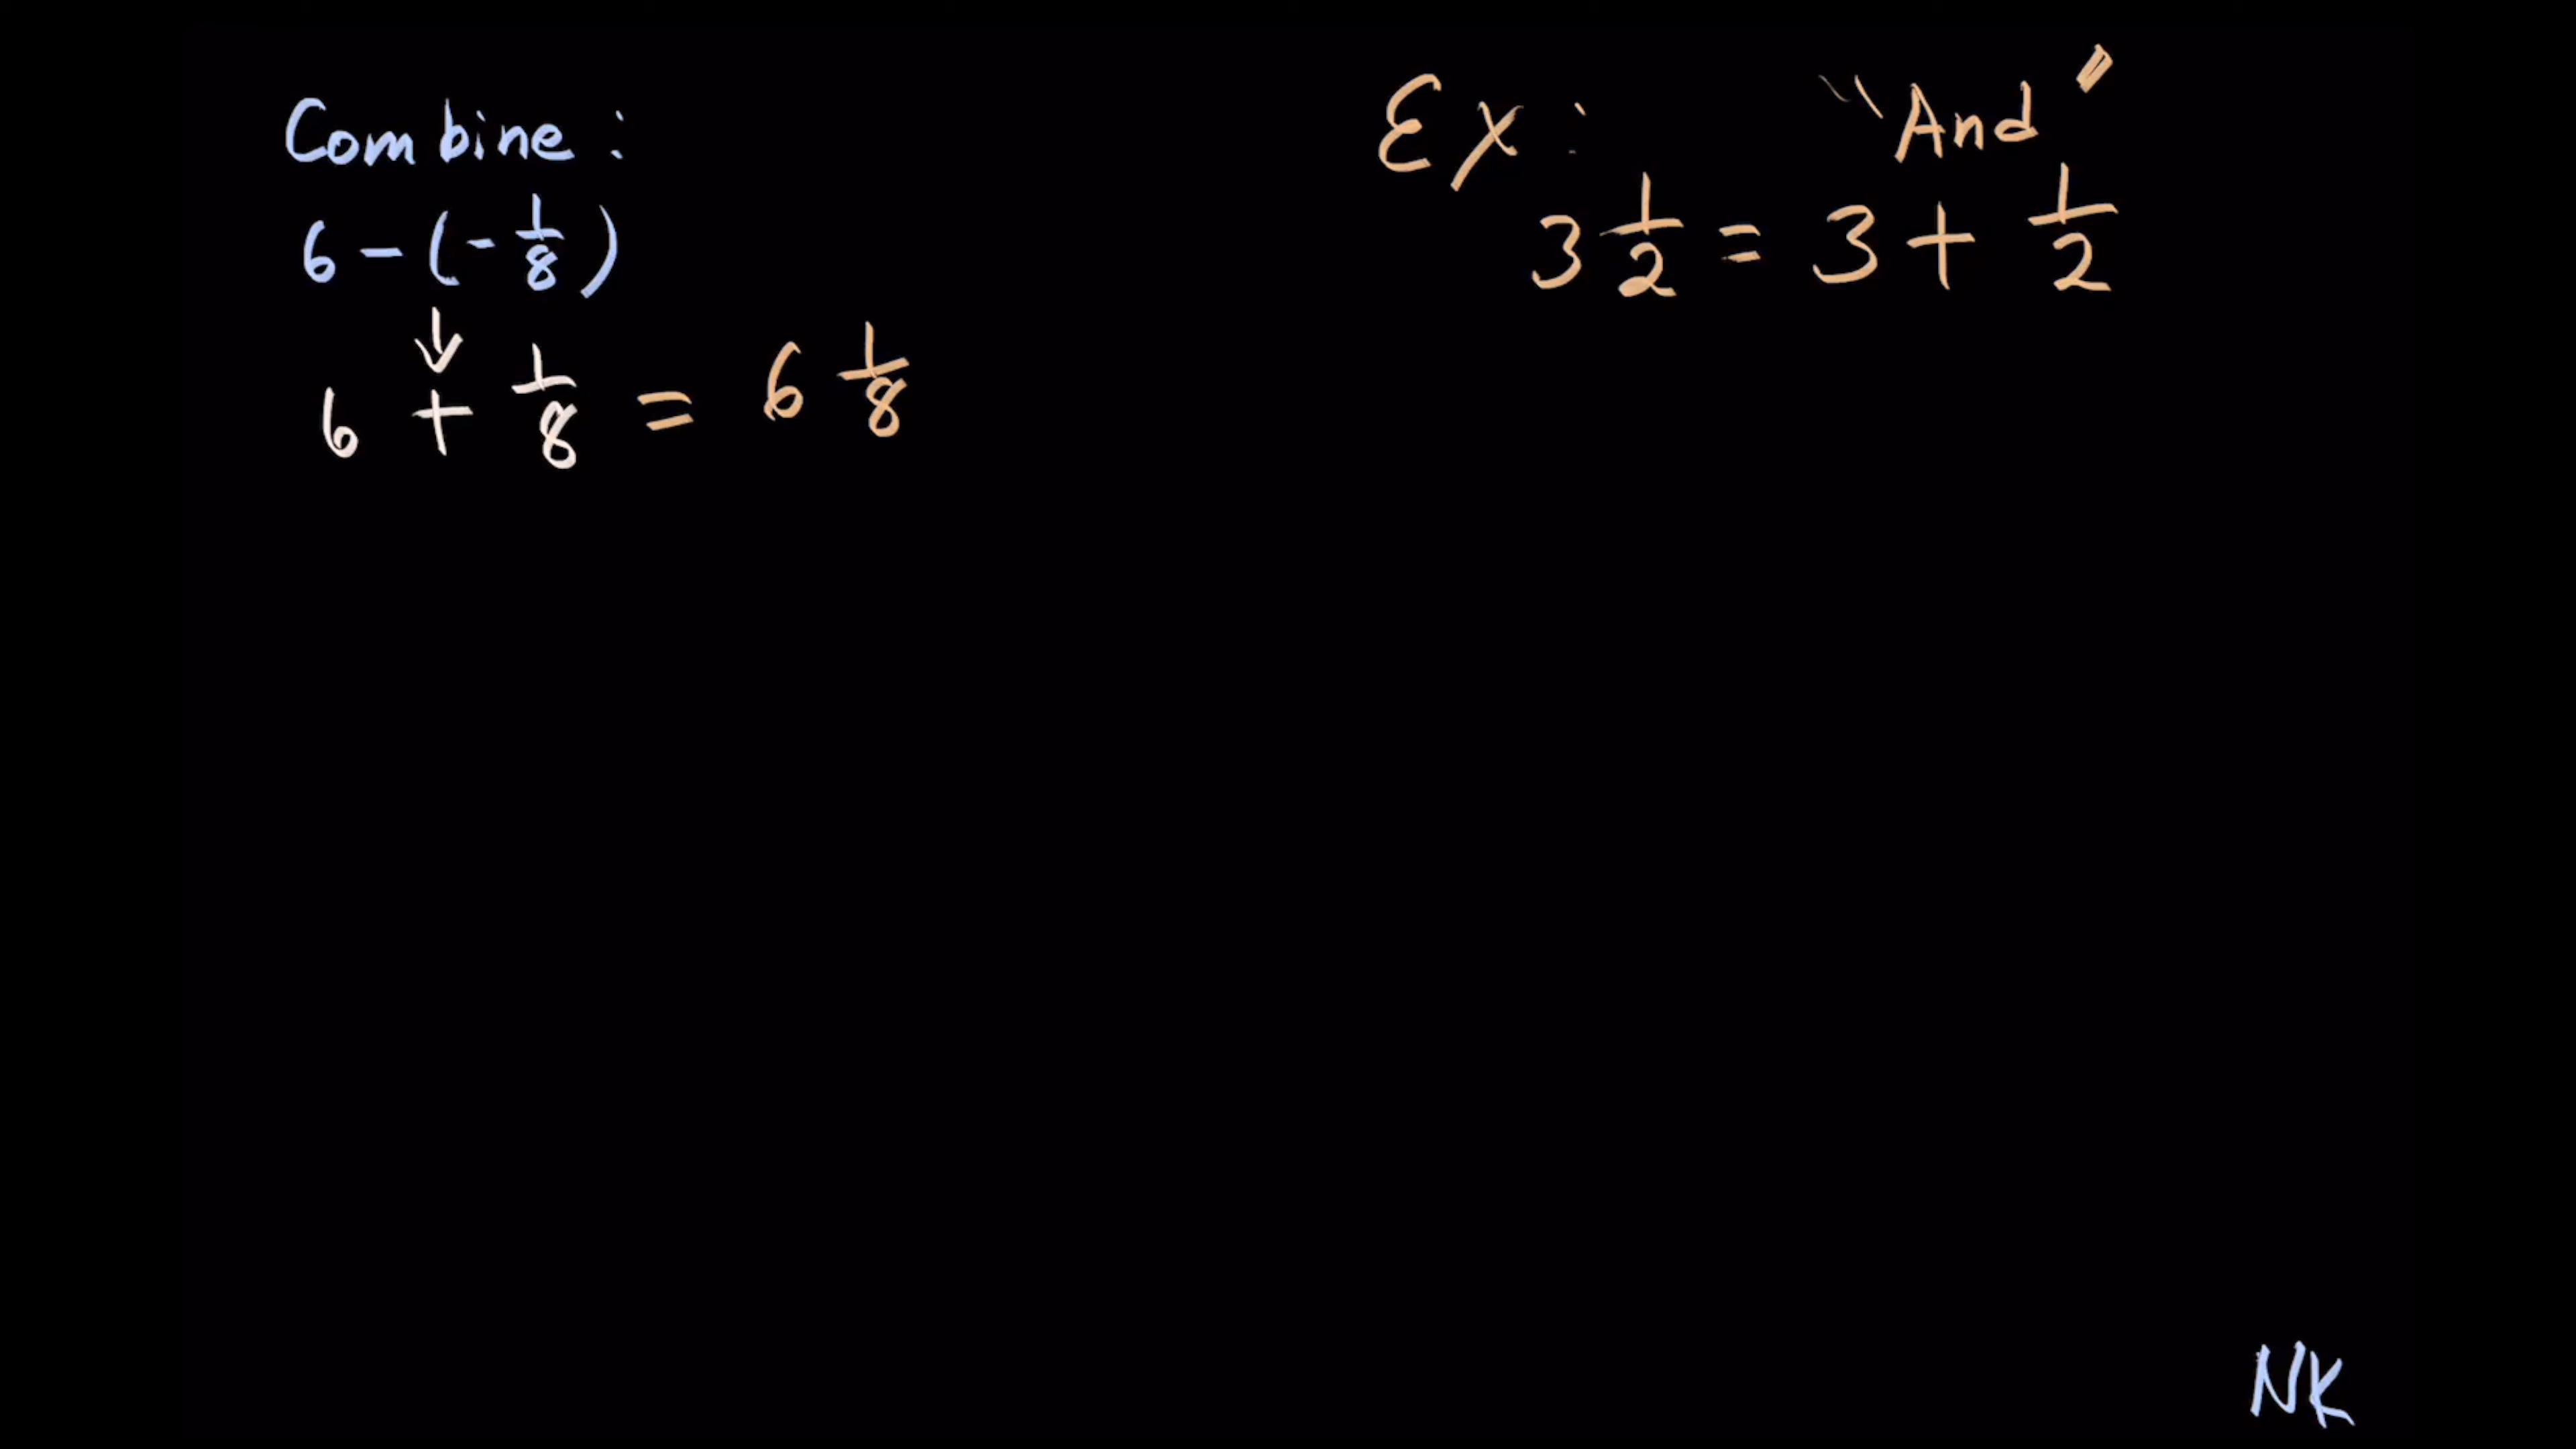 Combine:
6 - (- 1/8)
↓
6 + 1/8 = 6 1/8
Ex: "And"
3 1/2 = 3 + 1/2
NK